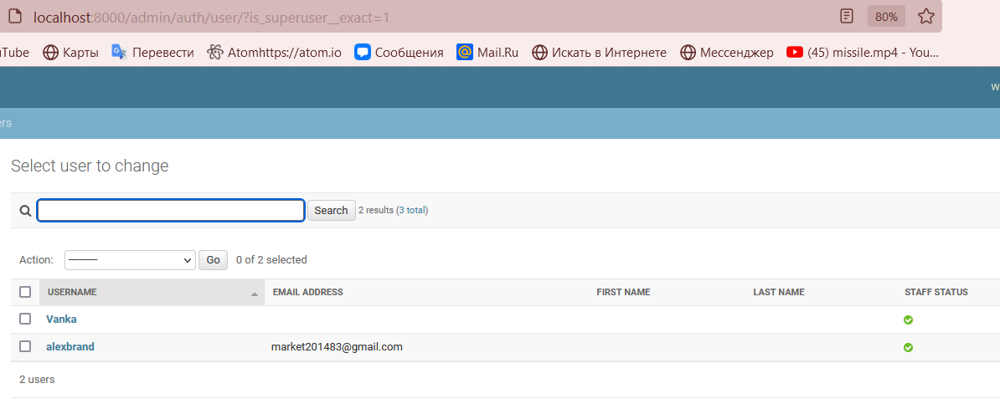 localhost:8000/admin/auth/user/?is_superuser__exact=1 80%
uTube Карты Перевести Atomhttps://atom.io Сообщения Mail.Ru Искать в Интернете Мессенджер (45) missile.mp4 - You...
W
ers
Select user to change
Search 2 results (3 total)
Action: --------- Go 0 of 2 selected
USERNAME EMAIL ADDRESS FIRST NAME LAST NAME STAFF STATUS
Vanka
alexbrand market201483@gmail.com
2 users